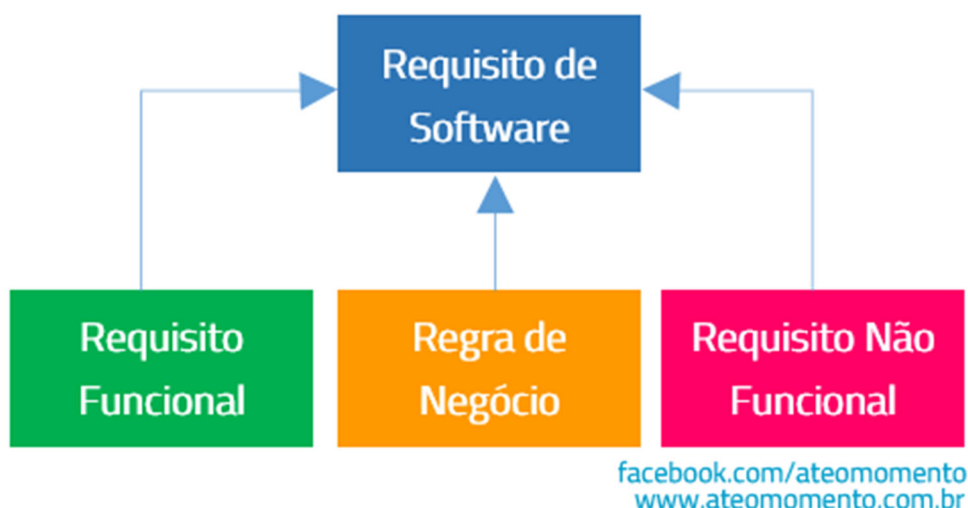 Requisito de
Software
Requisito
Funcional
Regra de
Negócio
Requisito Não
Funcional
facebook.com/ateomomento
www.ateomomento.com.br